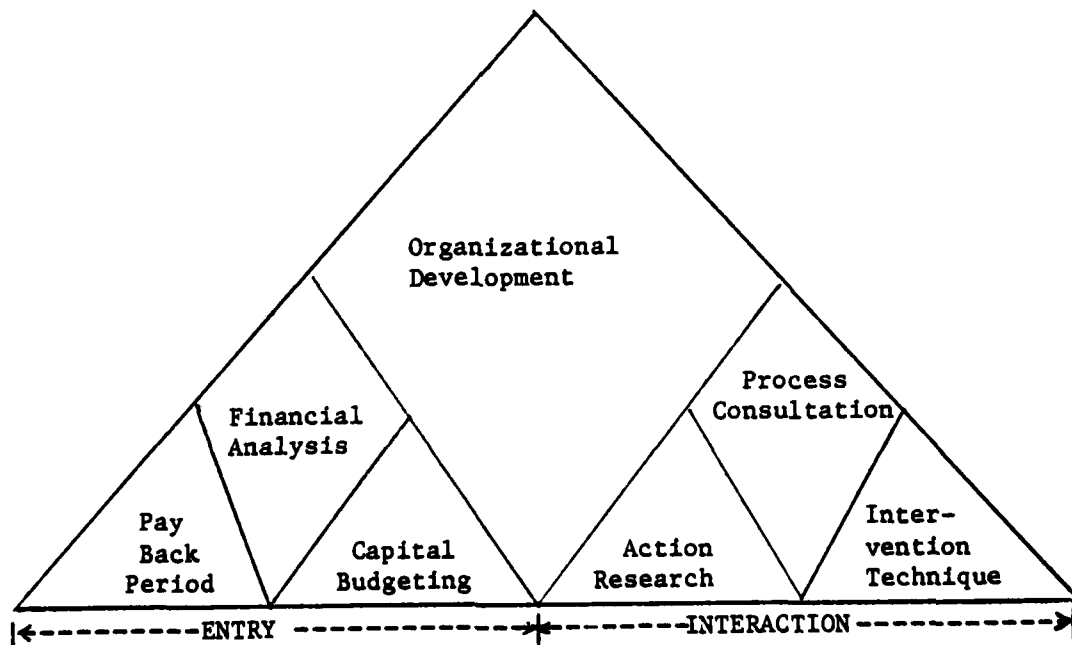 Organizational
Development
Process
Consultation
Financial
Analysis
Pay
Back
Period
Capital
Budgeting
Action
Research
Inter-
vention
Technique
ENTRY
INTERACTION